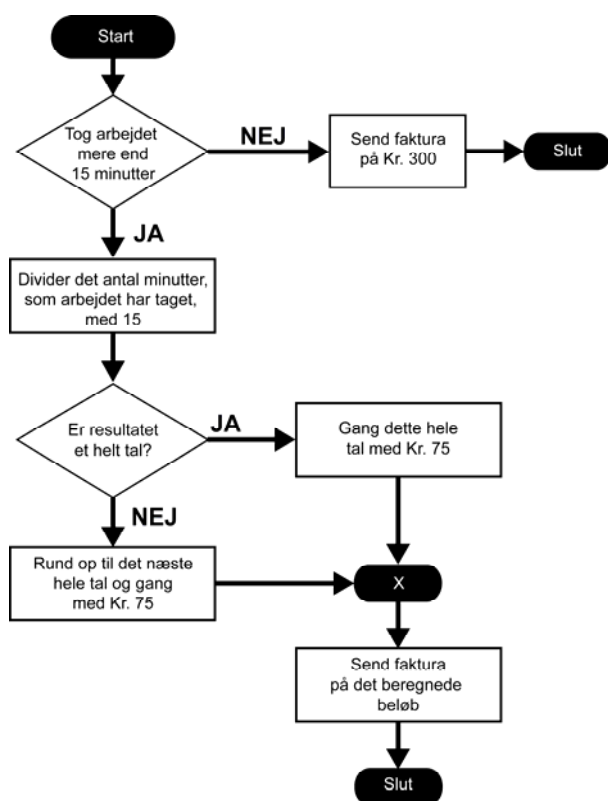 Start
Tog arbejdet
mere end
15 minutter
NEJ
Send faktura
på Kr. 300
Slut
JA
Divider det antal minutter,
som arbejdet har taget,
med 15
Er resultatet
et helt tal?
JA
Gang dette hele
tal med Kr. 75
NEJ
Rund op til det næste
hele tal og gang
med Kr. 75
X
Send faktura
på det beregnede
beløb
Slut